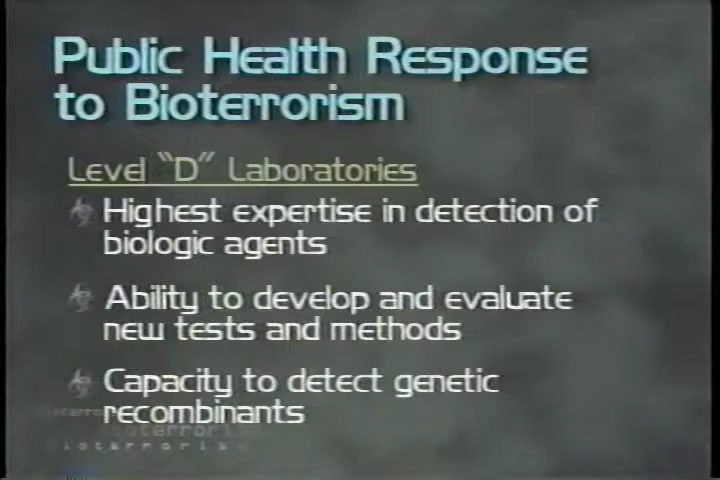 Public Health Response
to Bioterrorism
Level “D” Laboratories
Highest expertise in detection of
biologic agents
Ability to develop and evaluate
new tests and methods
Capacity to detect genetic
recombinants